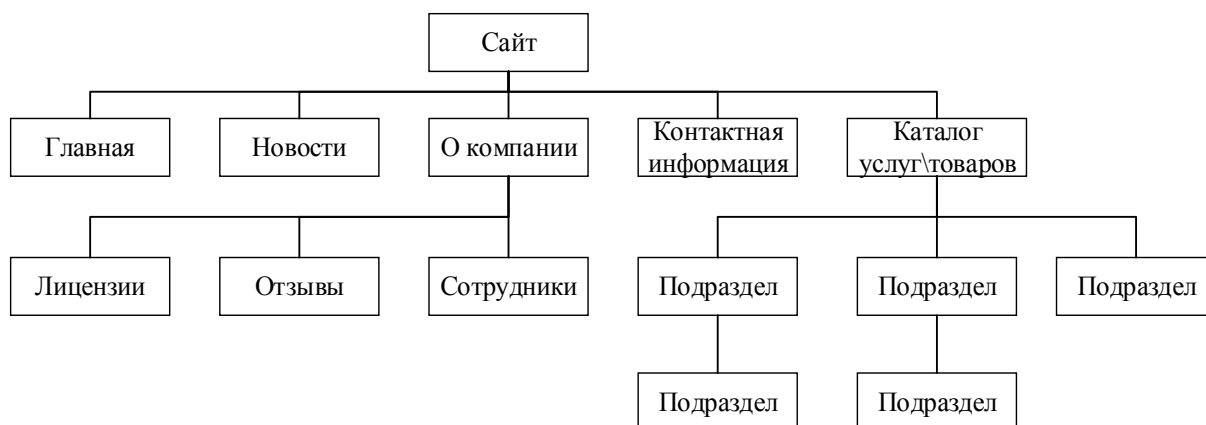 Сайт
Главная
Новости
О компании
Контактная
информация
Каталог
услуг\товаров
Лицензии
Отзывы
Сотрудники
Подраздел
Подраздел
Подраздел
Подраздел
Подраздел